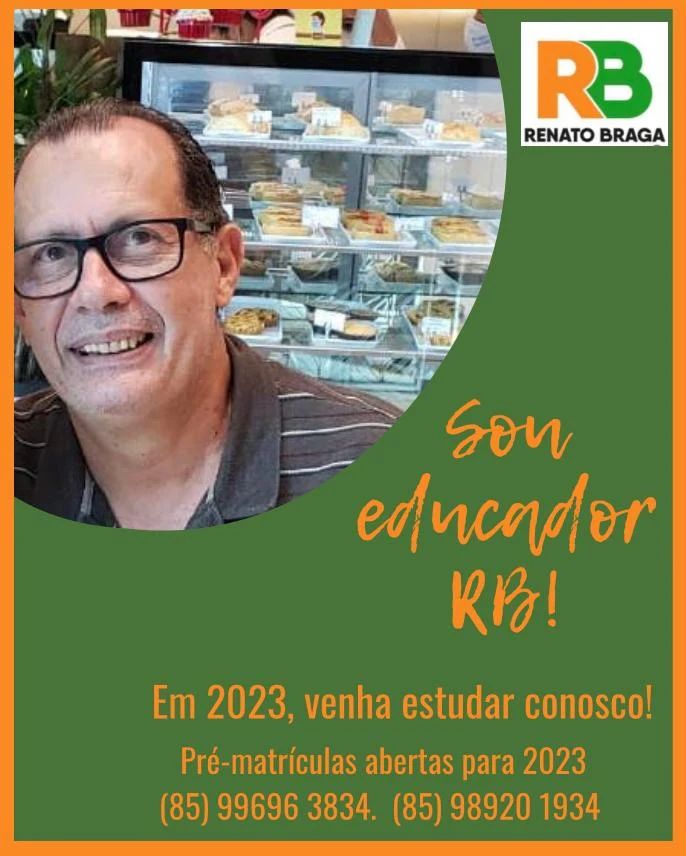 RB
RENATO BRAGA
Sou
educador
RB!
Em 2023, venha estudar conosco!
Pré-matrículas abertas para 2023
(85) 99696 3834. (85) 98920 1934